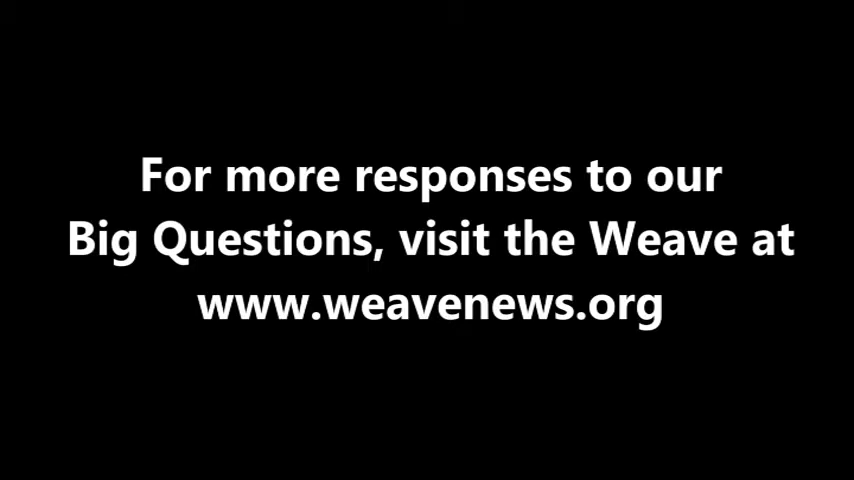 For more responses to our
Big Questions, visit the Weave at
www.weavenews.org